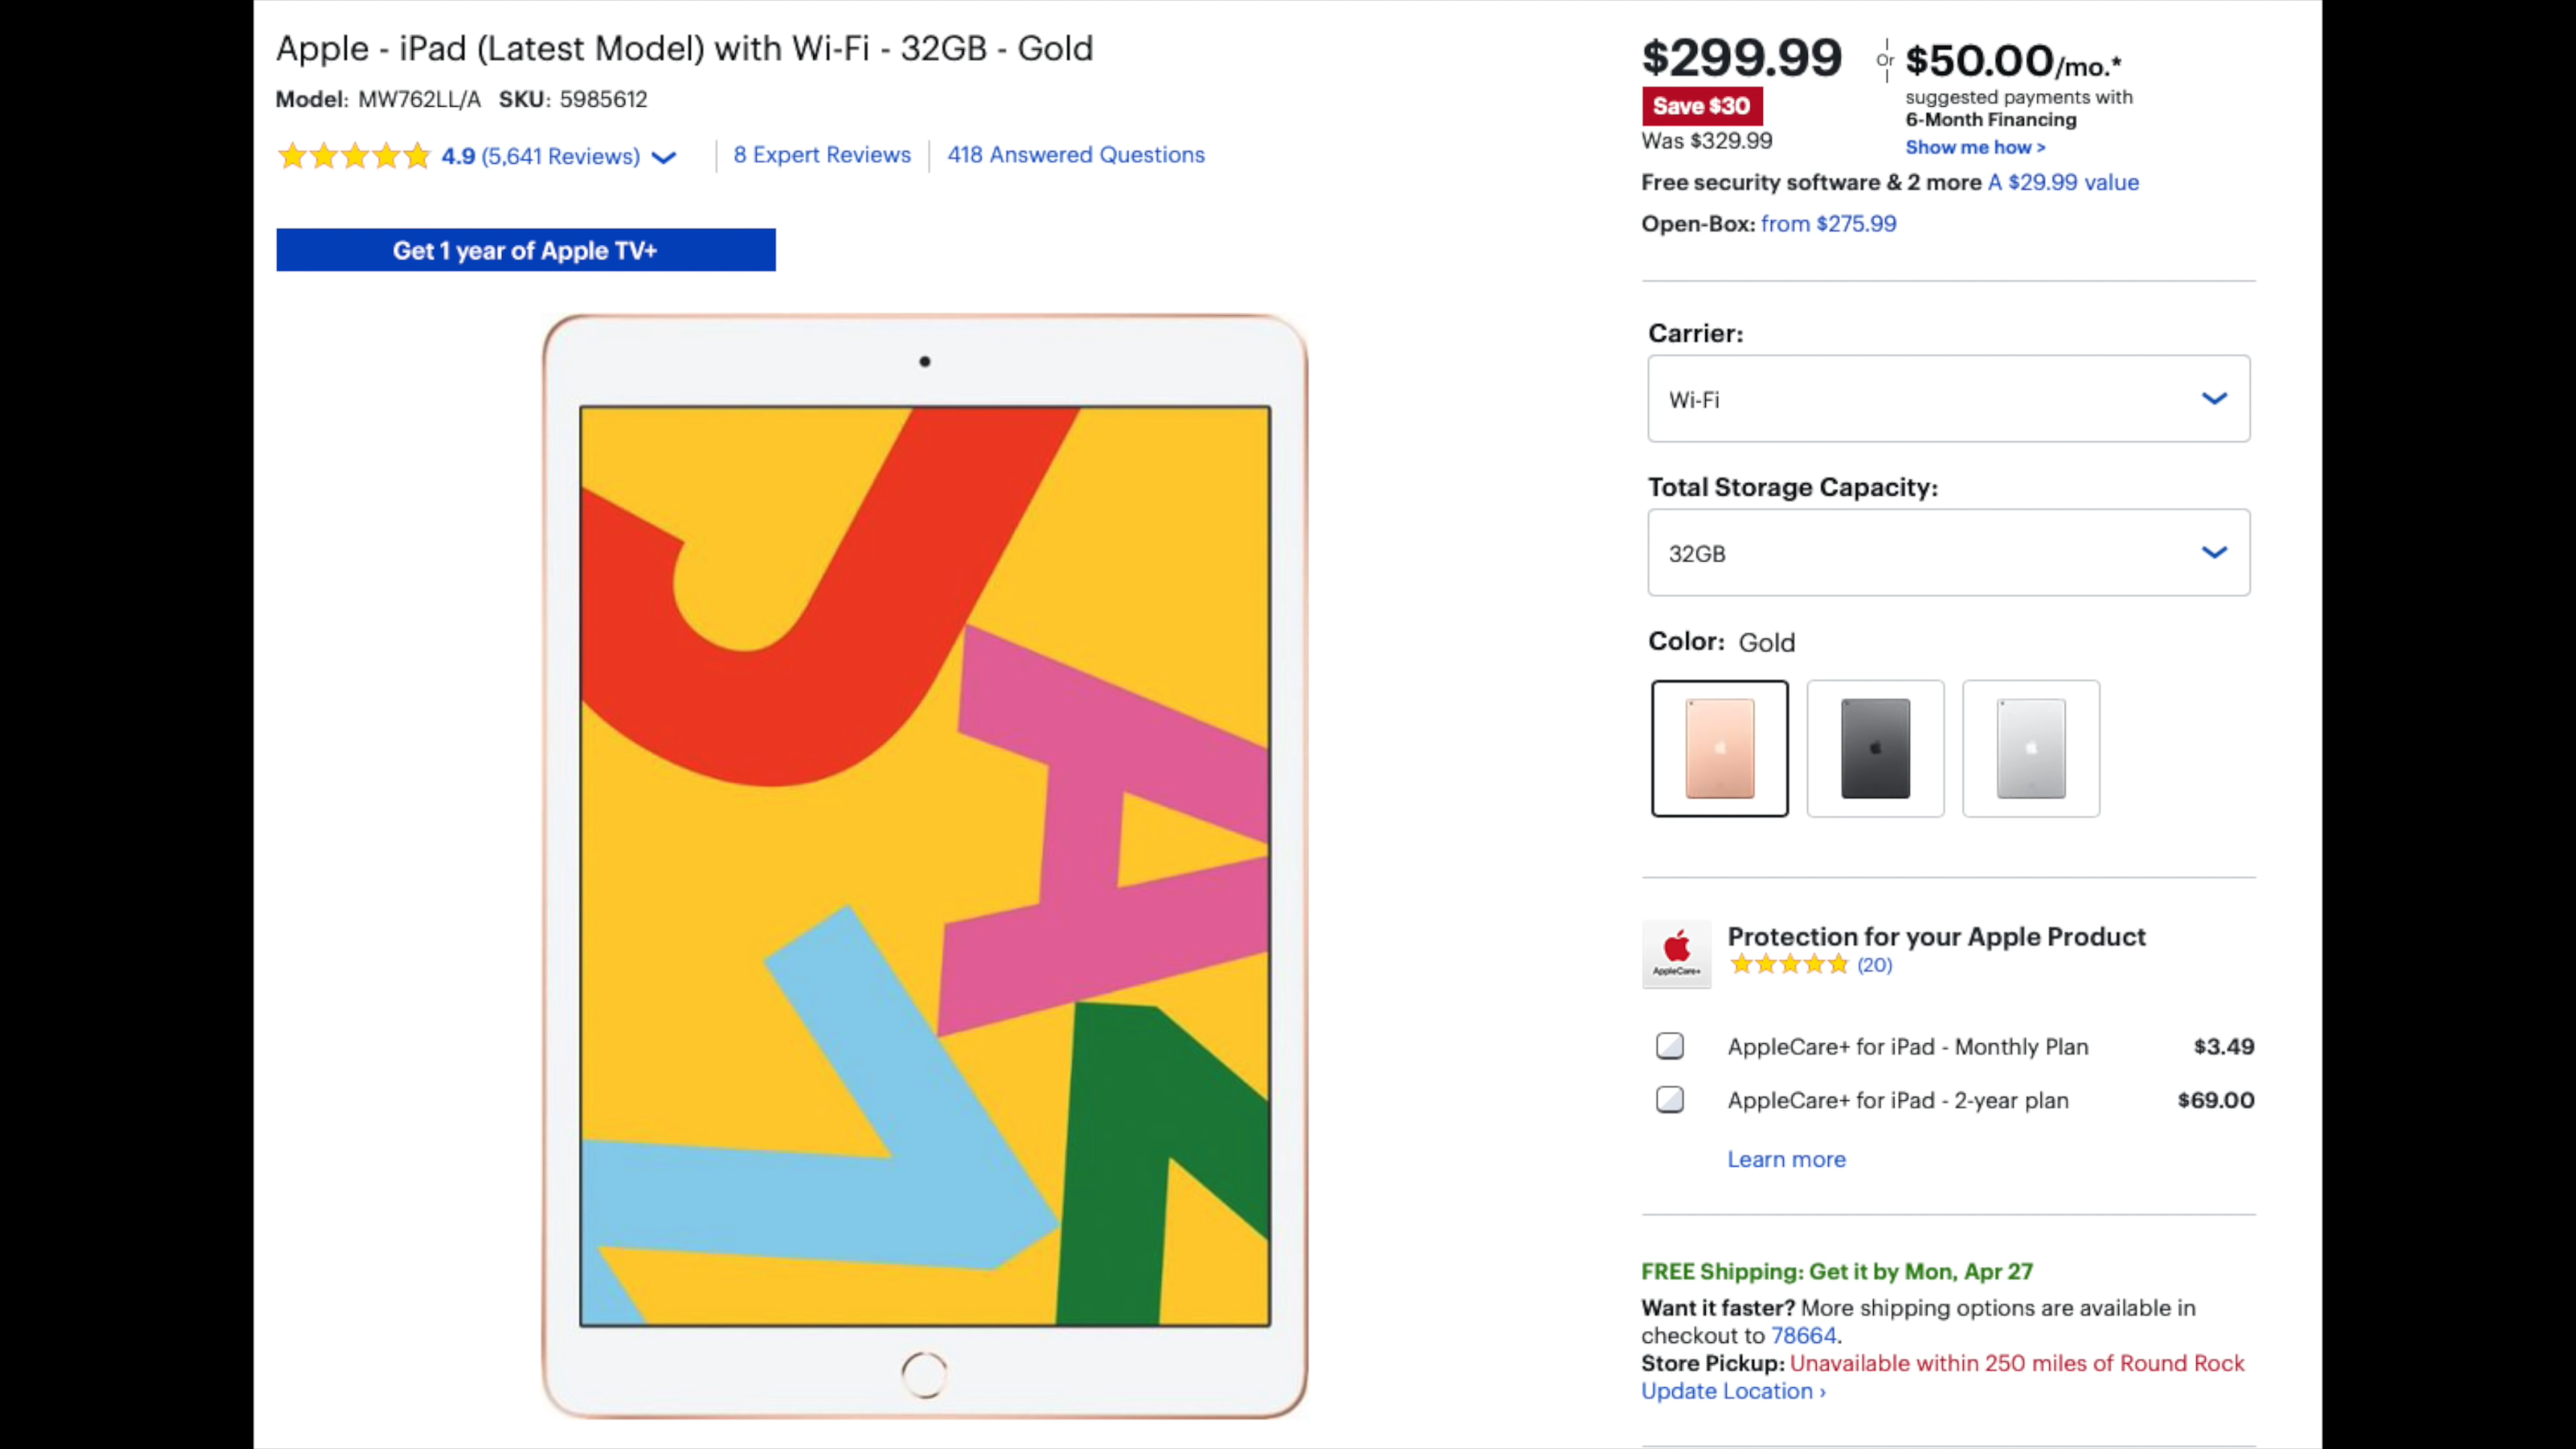 Apple - iPad (Latest Model) with Wi-Fi - 32GB - Gold
Model: MW762LL/A SKU: 5985612
4.9 (5,641 Reviews)
8 Expert Reviews
418 Answered Questions
Get 1 year of Apple TV+
$299.99
Save $30
Was $329.99
Or
$50.00/mo.*
suggested payments with
6-Month Financing
Show me how >
Free security software & 2 more A $29.99 value
Open-Box: from $275.99
Carrier:
Wi-Fi
Total Storage Capacity:
32GB
Color: Gold
AppleCare+
Protection for your Apple Product
(20)
AppleCare+ for iPad - Monthly Plan $3.49
AppleCare+ for iPad - 2-year plan $69.00
Learn more
FREE Shipping: Get it by Mon, Apr 27
Want it faster? More shipping options are available in
checkout to 78664.
Store Pickup: Unavailable within 250 miles of Round Rock
Update Location ›